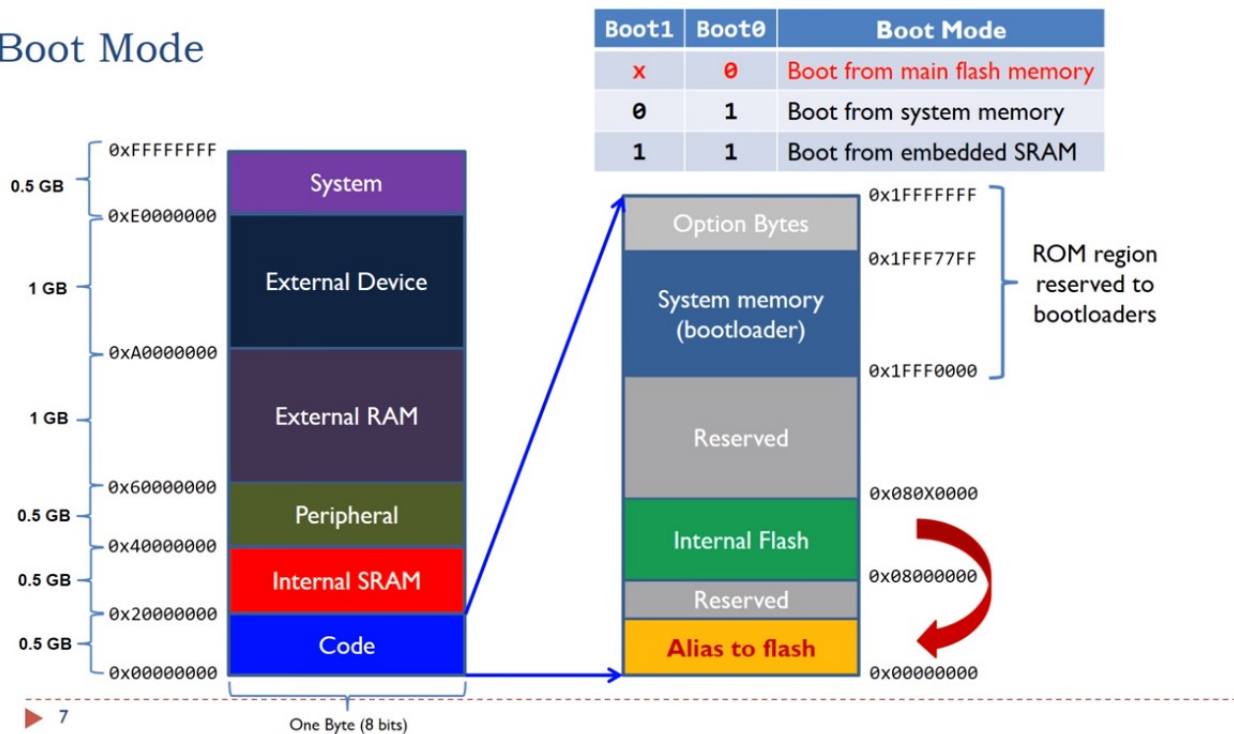 Boot Mode
Boot1 Boot0 Boot Mode
x 0 Boot from main flash memory
0 1 Boot from system memory
1 1 Boot from embedded SRAM
0xFFFFFFFF
0.5 GB
System
0xE0000000
1 GB
External Device
0xA0000000
1 GB
External RAM
0x60000000
0.5 GB
Peripheral
0x40000000
0.5 GB
Internal SRAM
0x20000000
0.5 GB
Code
0x00000000
One Byte (8 bits)
0x1FFFFFFF
Option Bytes
0x1FFF77FF
System memory
(bootloader)
0x1FFF0000
ROM region
reserved to
bootloaders
Reserved
0x080X0000
Internal Flash
0x08000000
Reserved
Alias to flash
0x00000000
7